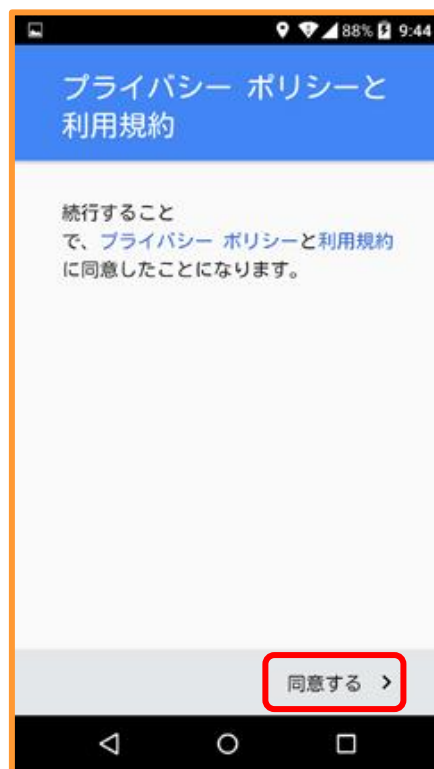 88% 9:44
プライバシー ポリシーと
利用規約
続行すること
で、プライバシー ポリシーと利用規約
に同意したことになります。
同意する